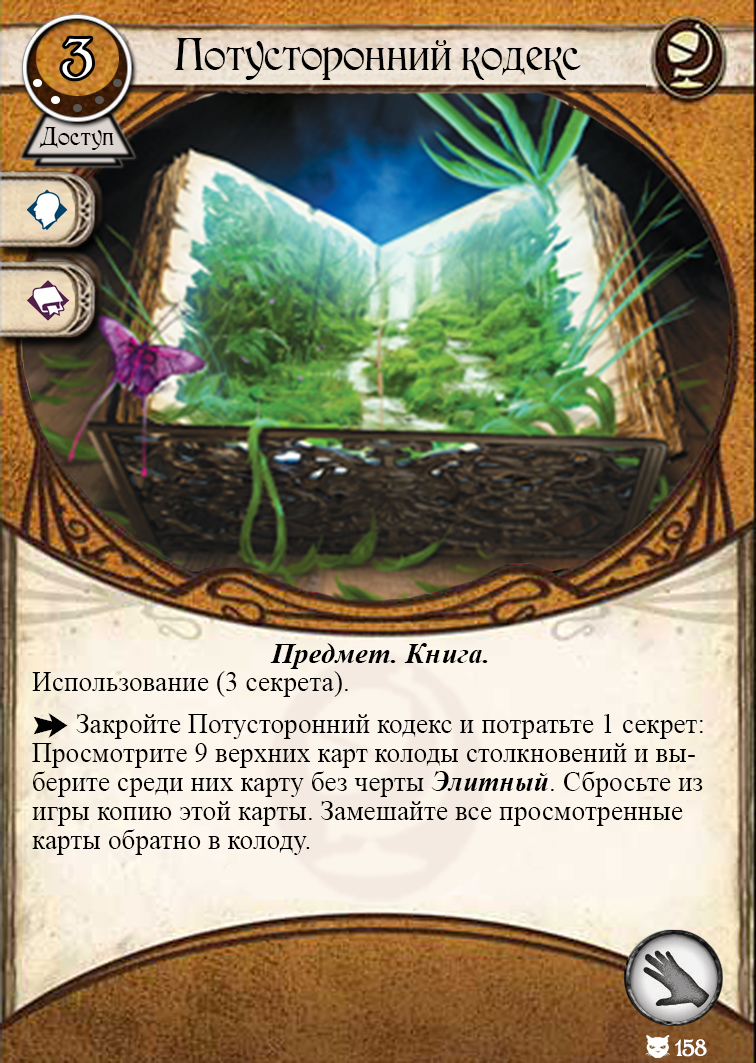 3
Потусторонний кодекс
Доступ
Предмет. Книга.
Использование (3 секрета).
Закройте Потусторонний кодекс и потратьте 1 секрет:
Просмотрите 9 верхних карт колоды столкновений и вы-
берите среди них карту без черты Элитный. Сбросьте из
игры копию этой карты. Замешайте все просмотренные
карты обратно в колоду.
158